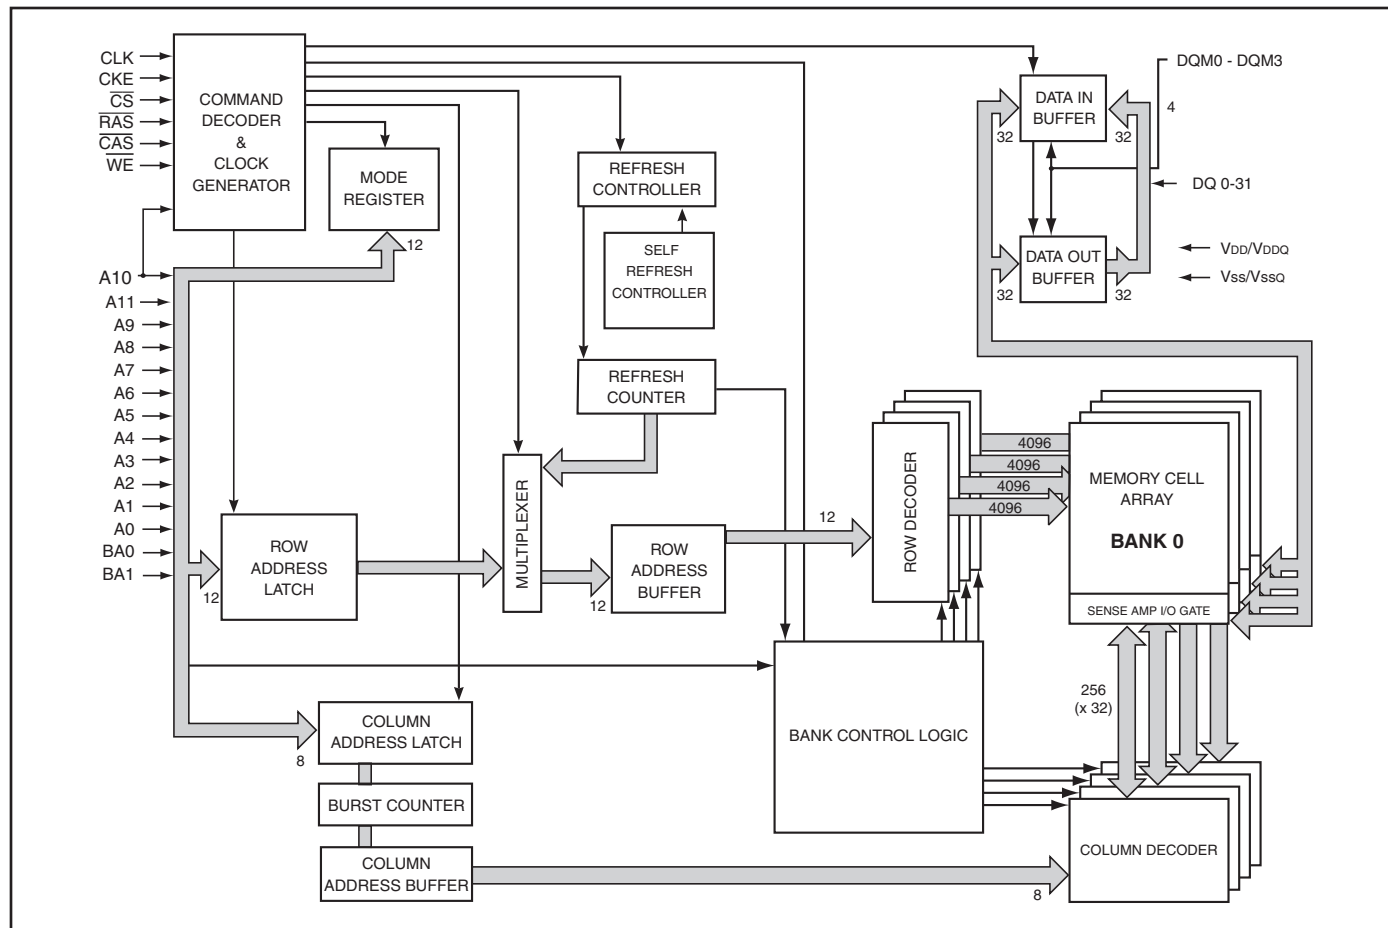 CLK
CKE
CS
RAS
CAS
WE
COMMAND
DECODER
&
CLOCK
GENERATOR
MODE
REGISTER
12
REFRESH
CONTROLLER
SELF
REFRESH
CONTROLLER
REFRESH
COUNTER
DATA IN
BUFFER
32
32
DQM0 - DQM3
4
DQ 0-31
DATA OUT
BUFFER
32
32
VDD/VDDQ
VSS/VSSQ
A10
A11
A9
A8
A7
A6
A5
A4
A3
A2
A1
A0
BA0
BA1
12
ROW
ADDRESS
LATCH
MULTIPLEXER
12
ROW
ADDRESS
BUFFER
12
ROW DECODER
4096
4096
4096
4096
MEMORY CELL
ARRAY
BANK 0
SENSE AMP I/O GATE
256
(x 32)
BANK CONTROL LOGIC
8
COLUMN
ADDRESS LATCH
BURST COUNTER
COLUMN
ADDRESS BUFFER
8
COLUMN DECODER